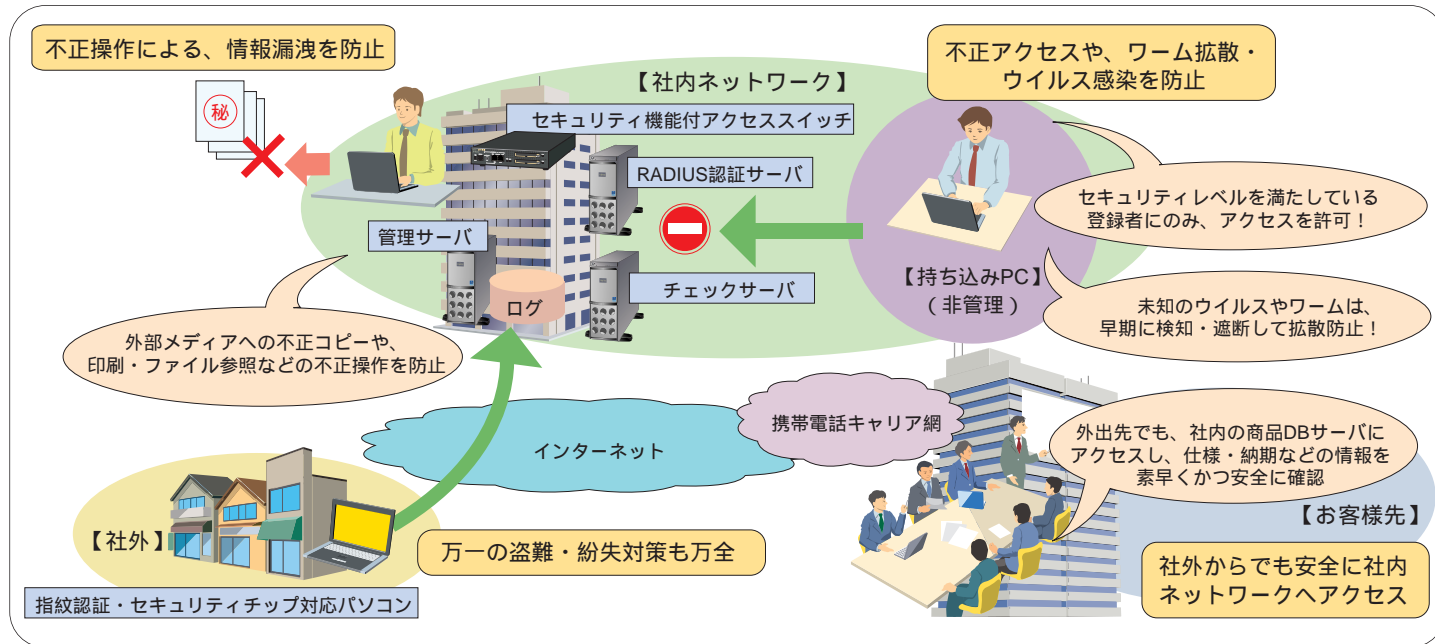 不正操作による、情報漏洩を防止
秘
【社内ネットワーク】
セキュリティ機能付アクセススイッチ
RADIUS認証サーバ
管理サーバ
チェックサーバ
ログ
外部メディアへの不正コピーや、
印刷・ファイル参照などの不正操作を防止
不正アクセスや、ワーム拡散・
ウイルス感染を防止
セキュリティレベルを満たしている
登録者にのみ、アクセスを許可！
【持ち込みPC】
（非管理）
未知のウイルスやワームは、
早期に検知・遮断して拡散防止！
インターネット
携帯電話キャリア網
外出先でも、社内の商品DBサーバに
アクセスし、仕様・納期などの情報を
素早くかつ安全に確認
【お客様先】
社外からでも安全に社内
ネットワークへアクセス
【社外】
万一の盗難・紛失対策も万全
指紋認証・セキュリティチップ対応パソコン